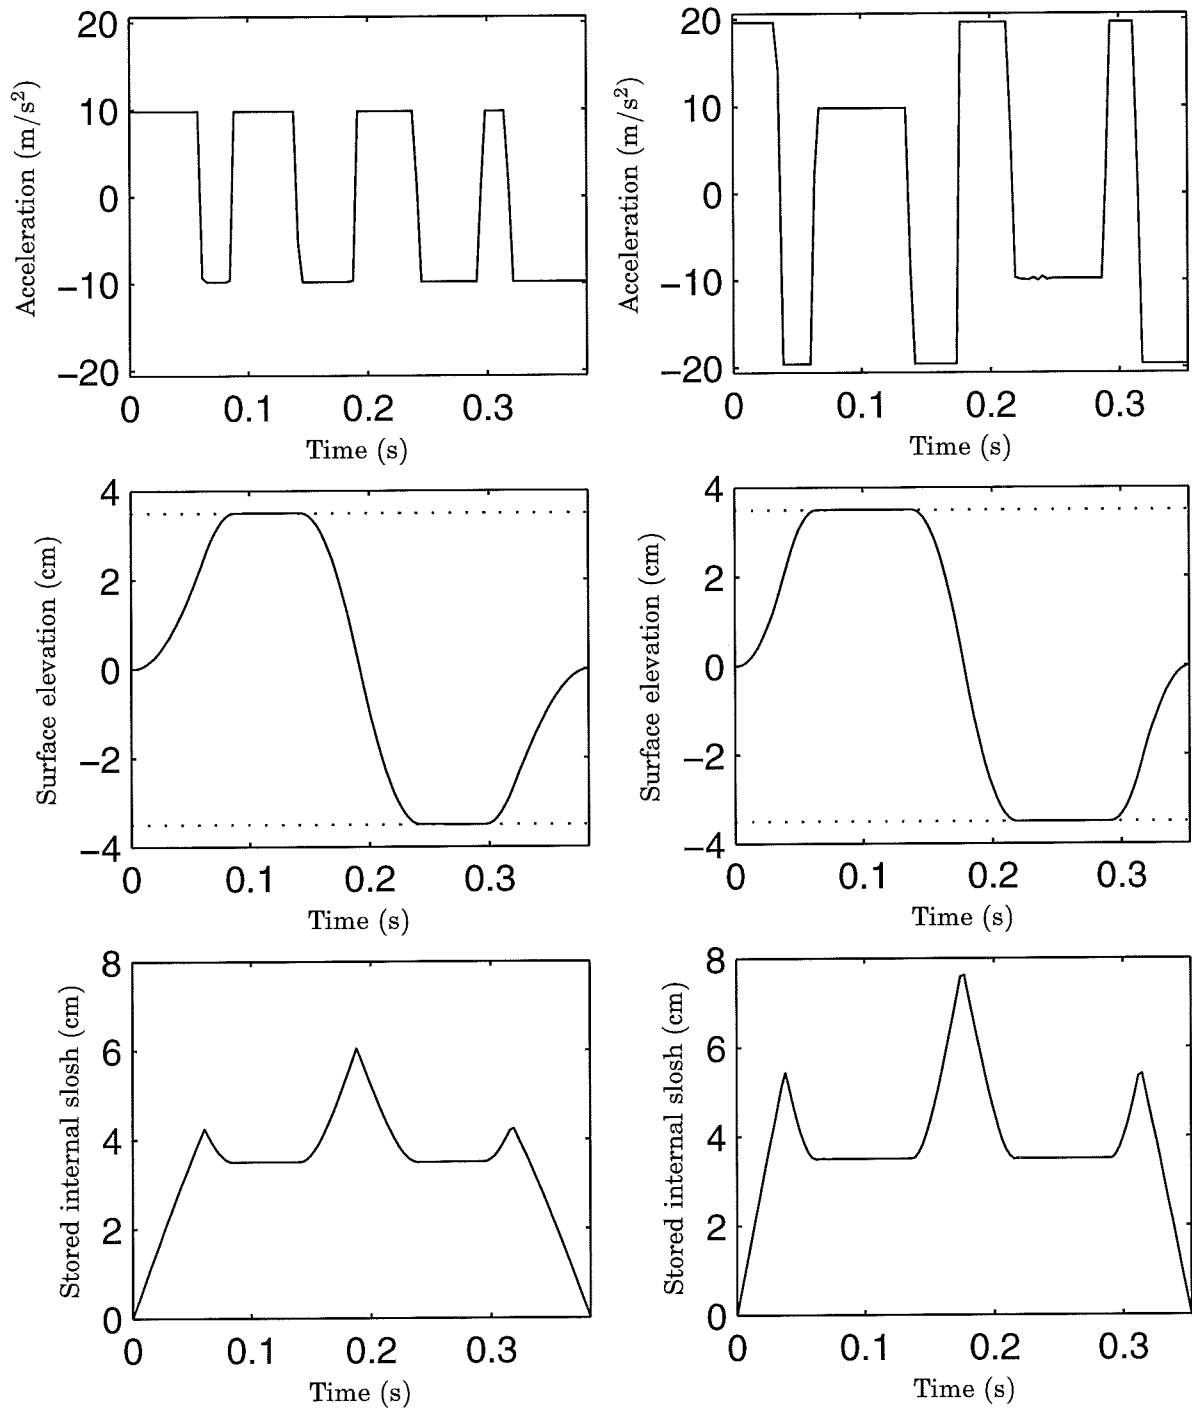 20
10
0
−10
−20
Acceleration (m/s²)
0 0.1 0.2 0.3
Time (s)
20
10
0
−10
−20
Acceleration (m/s²)
0 0.1 0.2 0.3
Time (s)
4
2
0
−2
−4
Surface elevation (cm)
0 0.1 0.2 0.3
Time (s)
4
2
0
−2
−4
Surface elevation (cm)
0 0.1 0.2 0.3
Time (s)
8
6
4
2
0
Stored internal slosh (cm)
0 0.1 0.2 0.3
Time (s)
8
6
4
2
0
Stored internal slosh (cm)
0 0.1 0.2 0.3
Time (s)